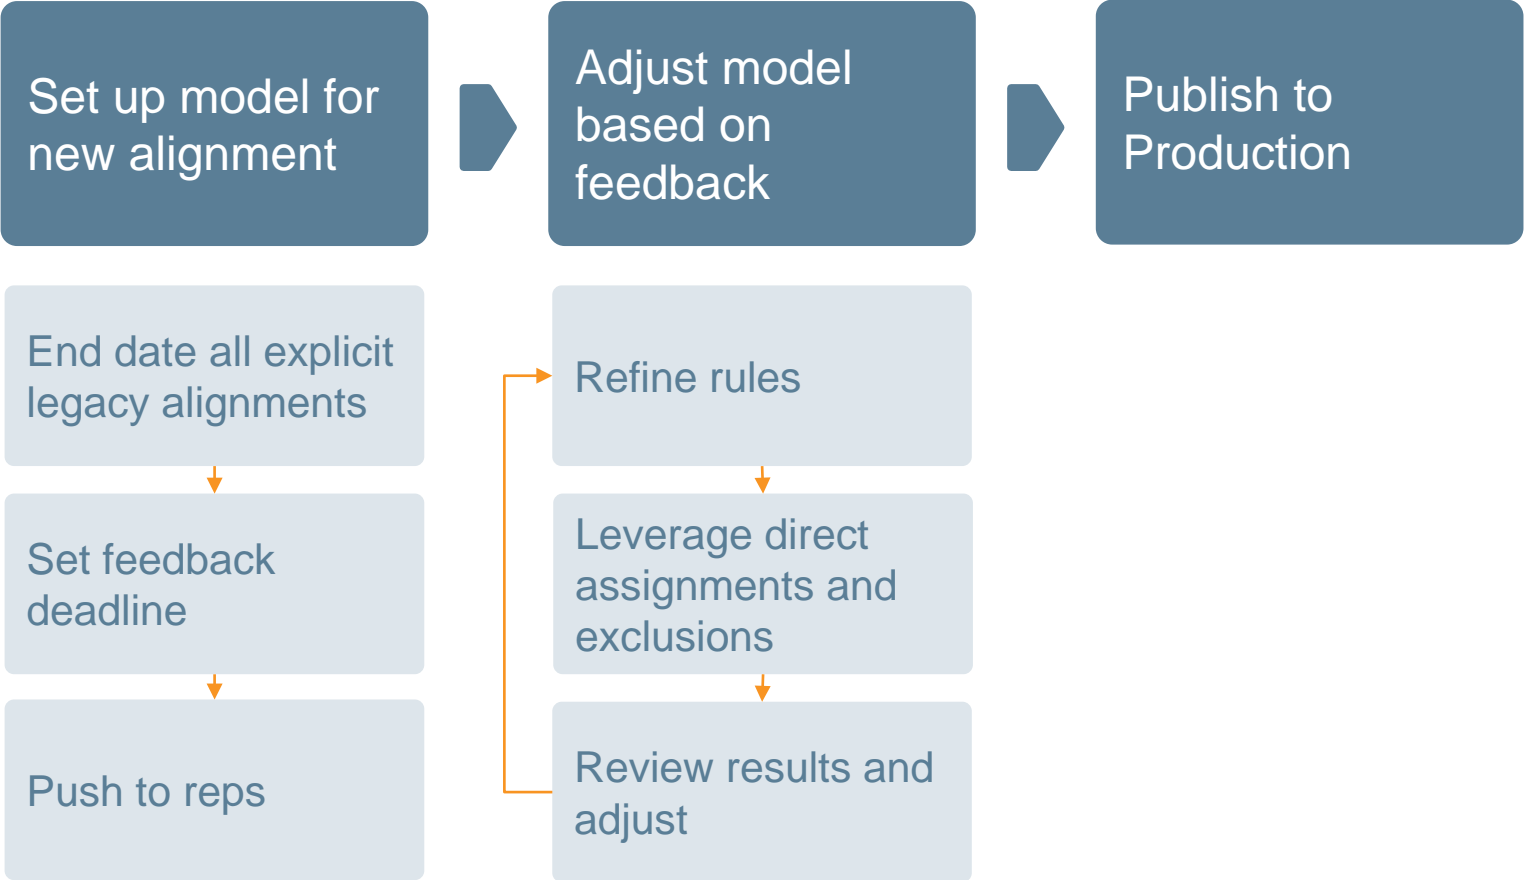 Set up model for
new alignment
Adjust model
based on
feedback
Publish to
Production
End date all explicit
legacy alignments
Set feedback
deadline
Push to reps
Refine rules
Leverage direct
assignments and
exclusions
Review results and
adjust